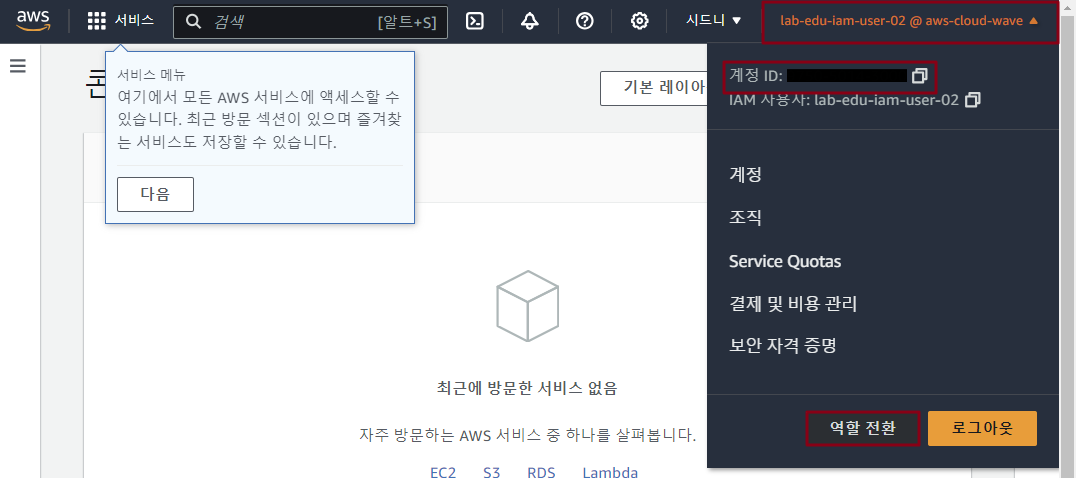 aws
서비스
검색
[알트+S]
시드니 ▼
lab-edu-iam-user-02 @ aws-cloud-wave ▲
서비스 메뉴
여기에서 모든 AWS 서비스에 액세스할 수
있습니다. 최근 방문 섹션이 있으며 즐겨찾
는 서비스도 저장할 수 있습니다.
다음
콘
기본 레이아
계정 ID:
IAM 사용자: lab-edu-iam-user-02
계정
조직
Service Quotas
결제 및 비용 관리
보안 자격 증명
역할 전환
로그아웃
최근에 방문한 서비스 없음
자주 방문하는 AWS 서비스 중 하나를 살펴봅니다.
EC2 S3 RDS Lambda